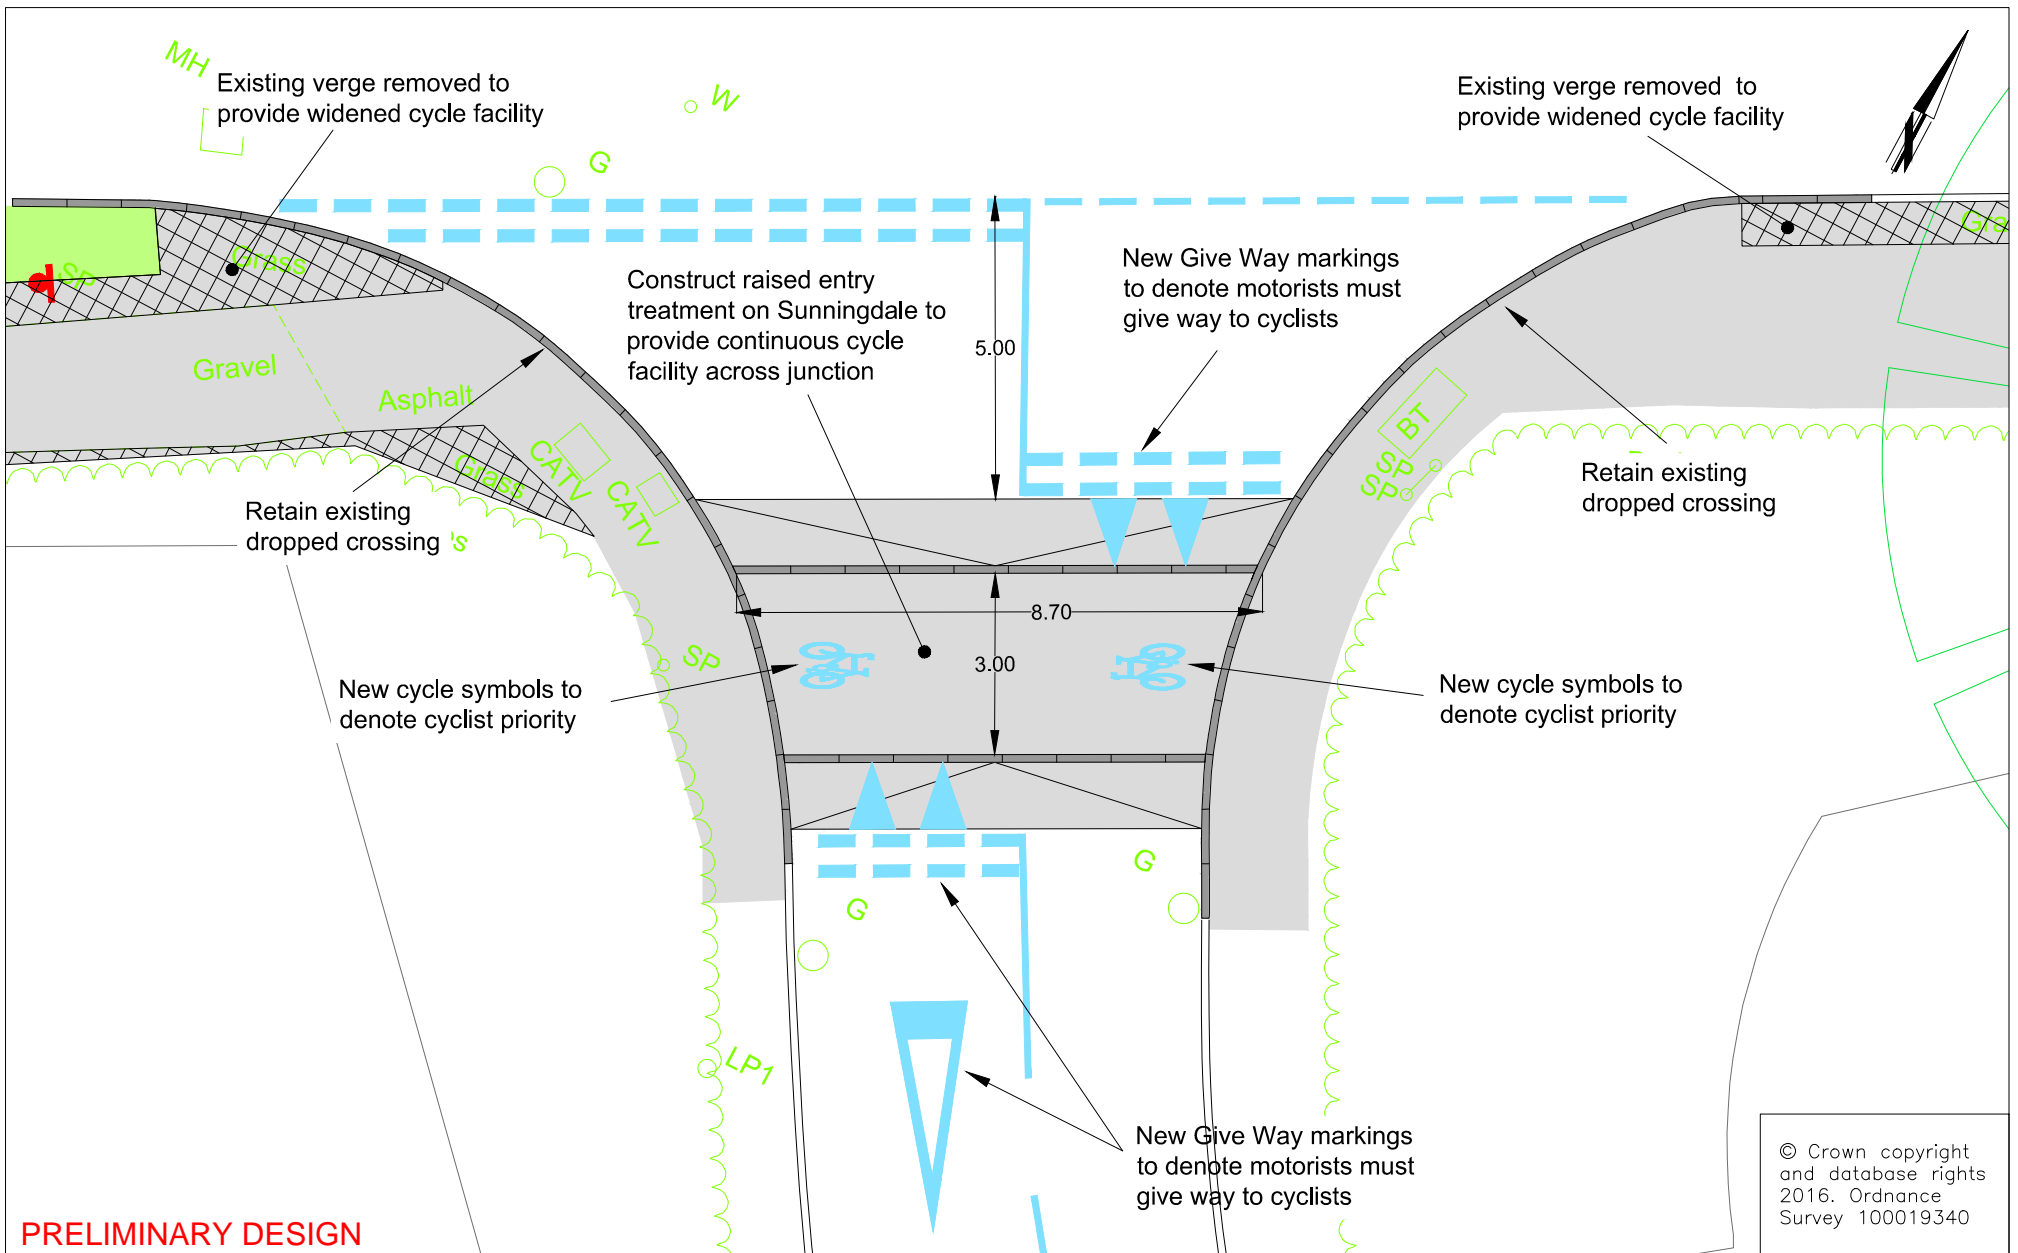 MH
Existing verge removed to
provide widened cycle facility
W
G
Existing verge removed to
provide widened cycle facility
N
Grass
SP
Gra
Construct raised entry
treatment on Sunningdale to
provide continuous cycle
facility across junction
New Give Way markings
to denote motorists must
give way to cyclists
5.00
Gravel
Asphalt
BT
SP
SP
CATV
CATV
Grass
Retain existing
dropped crossing
s
Retain existing
dropped crossing
8.70
3.00
SP
New cycle symbols to
denote cyclist priority
New cycle symbols to
denote cyclist priority
G
G
LP1
New Give Way markings
to denote motorists must
give way to cyclists
© Crown copyright
and database rights
2016. Ordnance
Survey 100019340
PRELIMINARY DESIGN